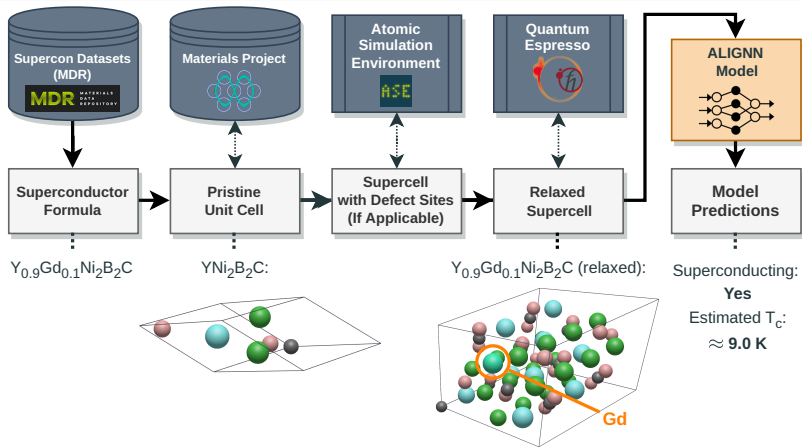 Supercon Datasets
(MDR)
MDR MATERIALS
DATA
REPOSITORY
Materials Project
Atomic
Simulation
Environment
ASE
Quantum
Espresso
ħ
ALIGNN
Model
Superconductor
Formula
Pristine
Unit Cell
Supercell
with Defect Sites
(If Applicable)
Relaxed
Supercell
Model
Predictions
Y₀.₉Gd₀.₁Ni₂B₂C
YNi₂B₂C:
Y₀.₉Gd₀.₁Ni₂B₂C (relaxed):
Superconducting:
Yes
Estimated T꜀:
≈ 9.0 K
Gd